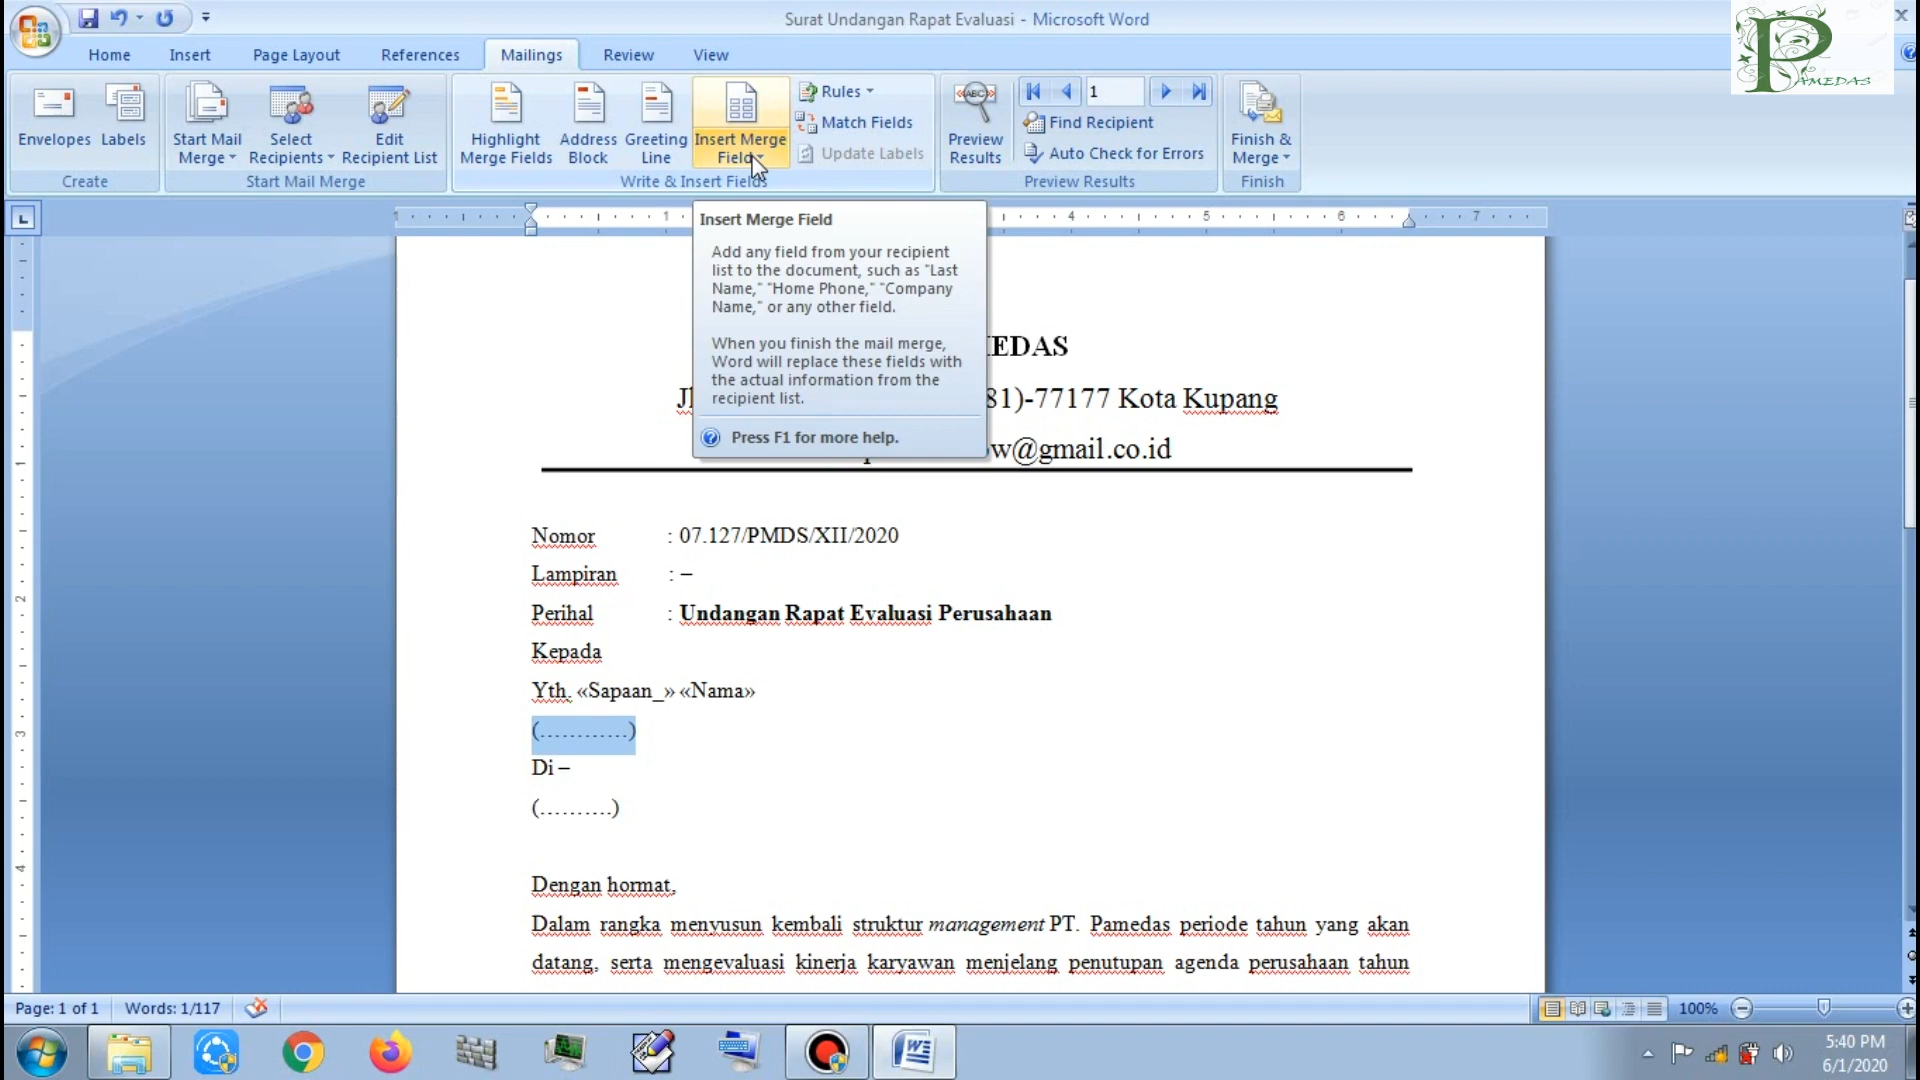 Surat Undangan Rapat Evaluasi - Microsoft Word
PAMEDAS
Home Insert Page Layout References Mailings Review View
Envelopes Labels
Create
Start Mail Merge Select Recipients Edit Recipient List
Start Mail Merge
Highlight Merge Fields Address Block Greeting Line Insert Merge Field
Rules
Match Fields
Update Labels
Write & Insert Fields
Preview Results
1
Find Recipient
Auto Check for Errors
Preview Results
Finish & Merge
Finish
1 1 4 5 6 7
Insert Merge Field
Add any field from your recipient
list to the document, such as "Last
Name," "Home Phone," "Company
Name," or any other field.
When you finish the mail merge,
Word will replace these fields with
the actual information from the
recipient list.
Press F1 for more help.
EDAS
81)-77177 Kota Kupang
ow@gmail.co.id
Nomor : 07.127/PMDS/XII/2020
Lampiran : –
Perihal : Undangan Rapat Evaluasi Perusahaan
Kepada
Yth. «Sapaan_» «Nama»
(…………)
Di –
(……….)
Dengan hormat,
Dalam rangka menyusun kembali struktur management PT. Pamedas periode tahun yang akan
datang, serta mengevaluasi kinerja karyawan menjelang penutupan agenda perusahaan tahun
Page: 1 of 1 Words: 1/117 100%
5:40 PM
6/1/2020